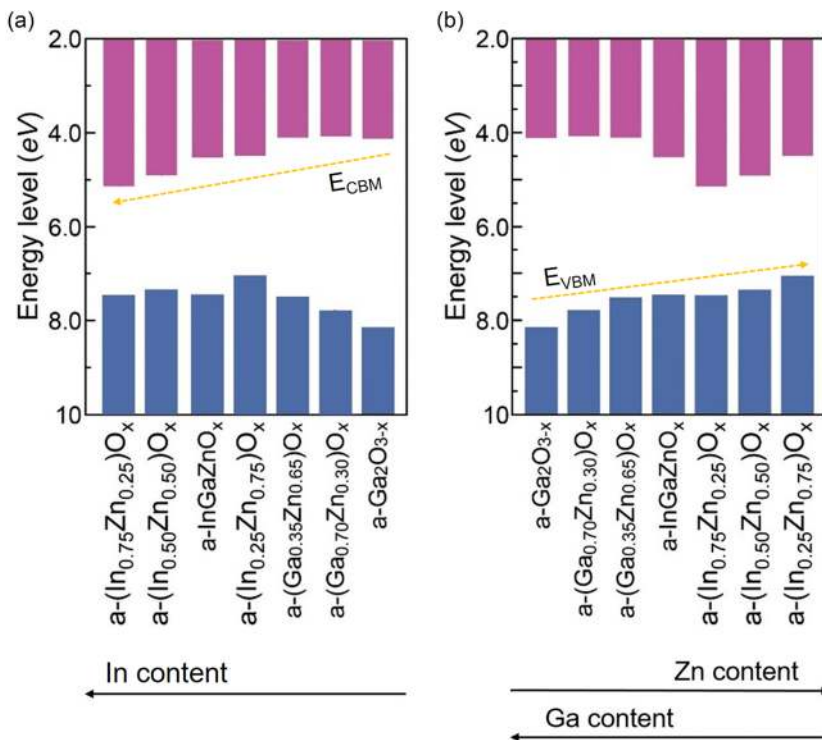 (a)
Energy level (eV)
2.0
4.0
6.0
8.0
10
E_CBM
a-(In0.75Zn0.25)Ox
a-(In0.50Zn0.50)Ox
a-InGaZnOx
a-(In0.25Zn0.75)Ox
a-(Ga0.35Zn0.65)Ox
a-(Ga0.70Zn0.30)Ox
a-Ga2O3-x
In content
(b)
Energy level (eV)
2.0
4.0
6.0
8.0
10
E_VBM
a-Ga2O3-x
a-(Ga0.70Zn0.30)Ox
a-(Ga0.35Zn0.65)Ox
a-InGaZnOx
a-(In0.75Zn0.25)Ox
a-(In0.50Zn0.50)Ox
a-(In0.25Zn0.75)Ox
Zn content
Ga content